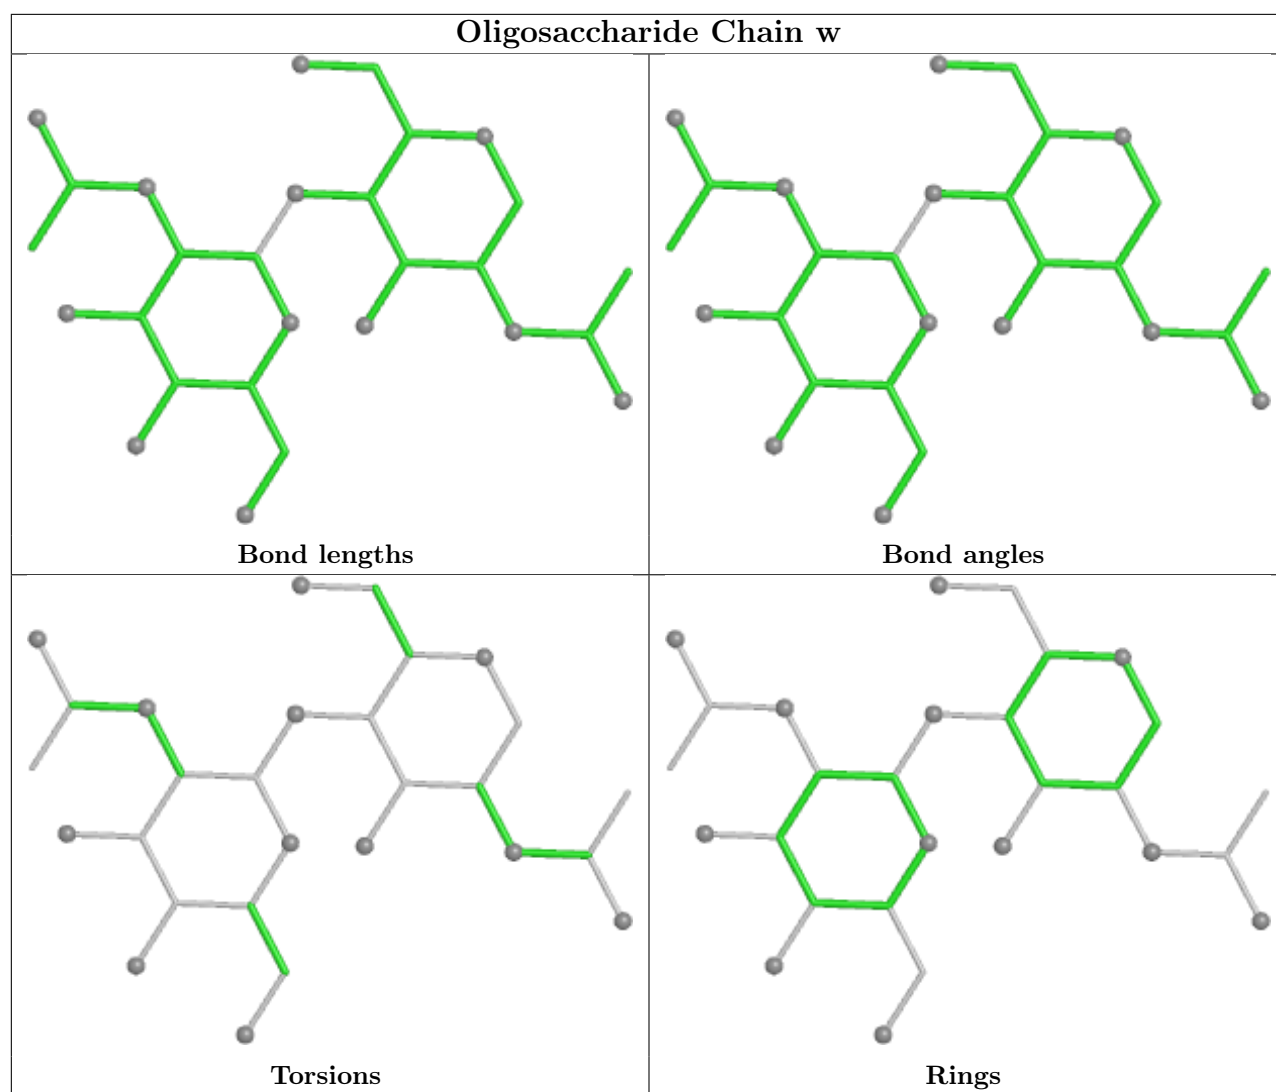 Oligosaccharide Chain w
Bond lengths
Bond angles
Torsions
Rings